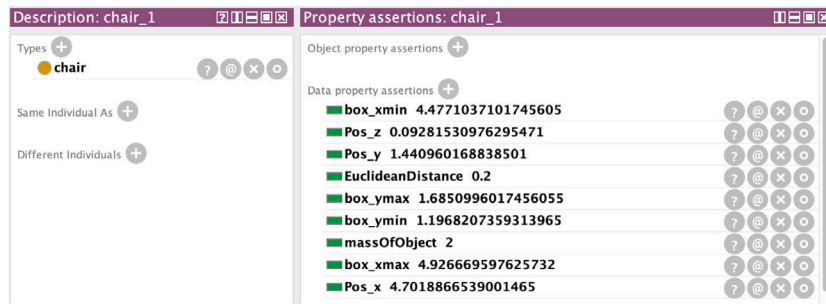 Description: chair_1
Types
chair
Same Individual As
Different Individuals
Property assertions: chair_1
Object property assertions
Data property assertions
box_xmin 4.4771037101745605
Pos_z 0.09281530976295471
Pos_y 1.440960168838501
EuclideanDistance 0.2
box_ymax 1.6850996017456055
box_ymin 1.1968207359313965
massOfObject 2
box_xmax 4.926669597625732
Pos_x 4.7018866539001465